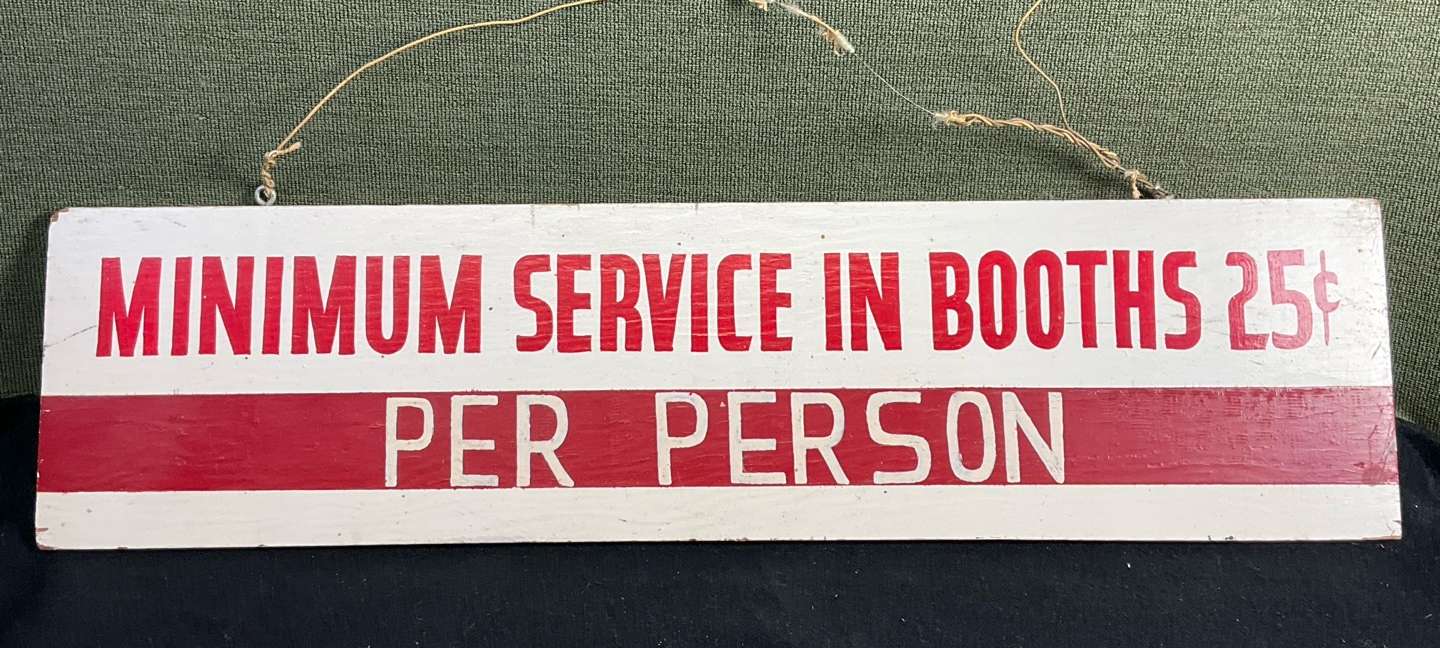 MINIMUM SERVICE IN BOOTHS 25¢
PER PERSON